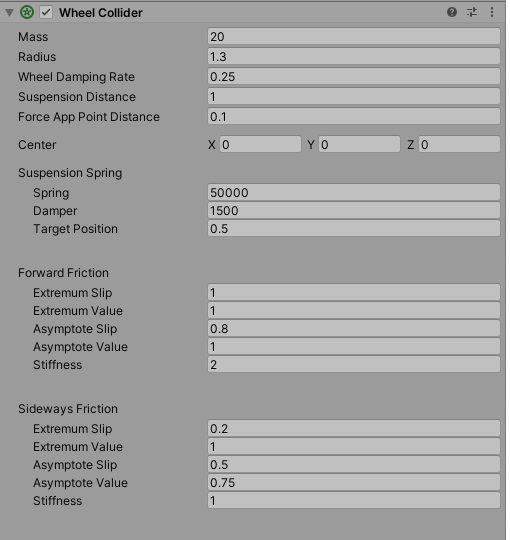 Wheel Collider
Mass 20
Radius 1.3
Wheel Damping Rate 0.25
Suspension Distance 1
Force App Point Distance 0.1
Center X 0 Y 0 Z 0
Suspension Spring
Spring 50000
Damper 1500
Target Position 0.5
Forward Friction
Extremum Slip 1
Extremum Value 1
Asymptote Slip 0.8
Asymptote Value 1
Stiffness 2
Sideways Friction
Extremum Slip 0.2
Extremum Value 1
Asymptote Slip 0.5
Asymptote Value 0.75
Stiffness 1